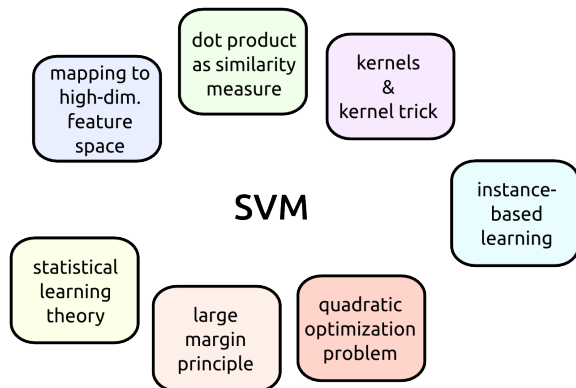 mapping to
high-dim.
feature
space
dot product
as similarity
measure
kernels
&
kernel trick
instance-
based
learning
SVM
statistical
learning
theory
large
margin
principle
quadratic
optimization
problem